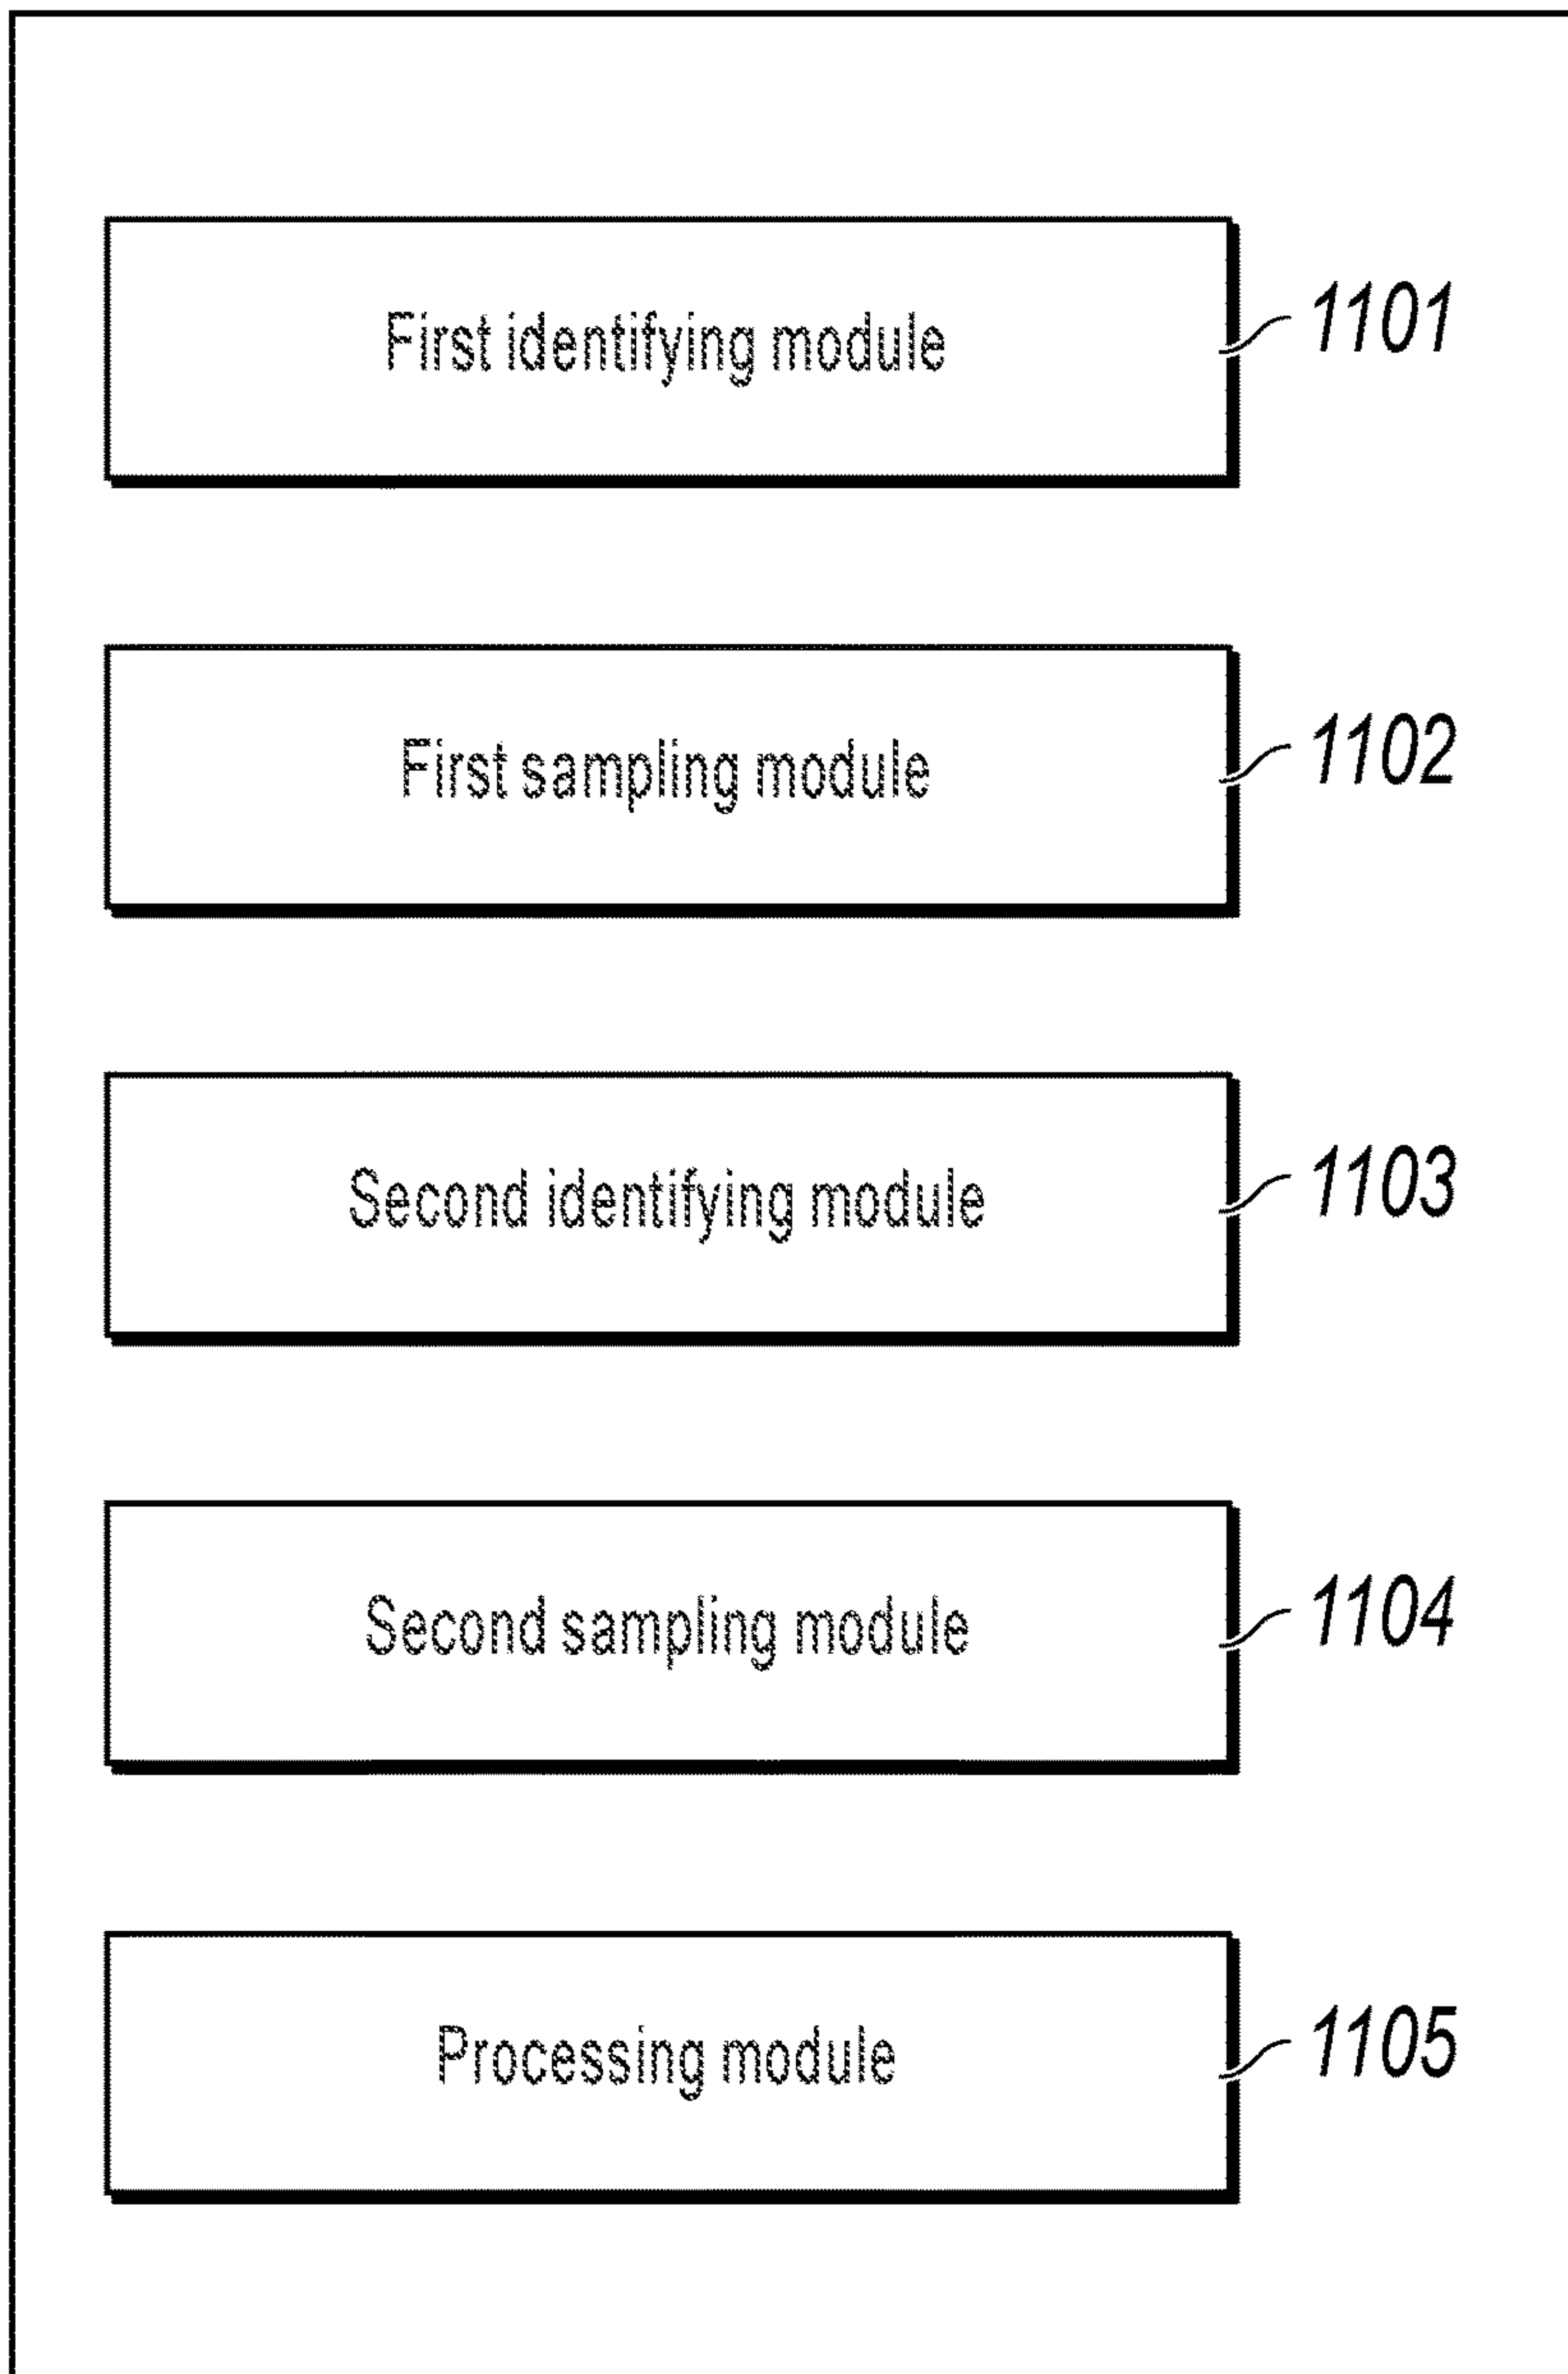 First identifying module 1101
First sampling module 1102
Second identifying module 1103
Second sampling module 1104
Processing module 1105